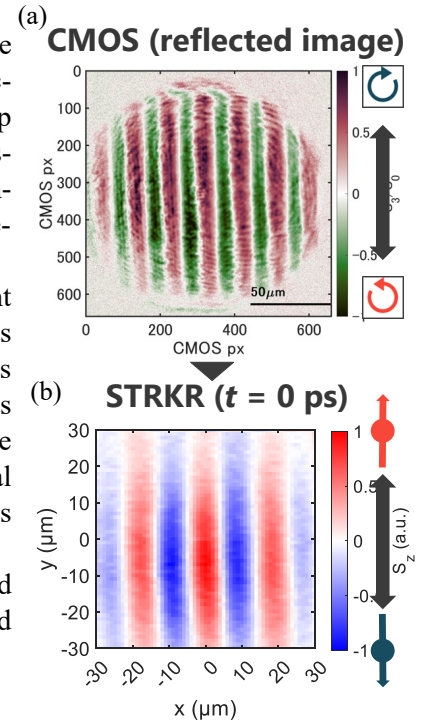 (a)
CMOS (reflected image)
0
100
200
300
400
500
600
CMOS px
0
200
400
600
CMOS px
50μm
1
0.5
0
-0.5
-1
(b)
STRKR (t = 0 ps)
30
20
10
0
-10
-20
-30
y (μm)
-30
-20
-10
0
10
20
30
x (μm)
1
0.5
0
-1
S_z (a.u.)
e
e-
p
s-
e-
nt
s
s
s
e
al
s
d
d